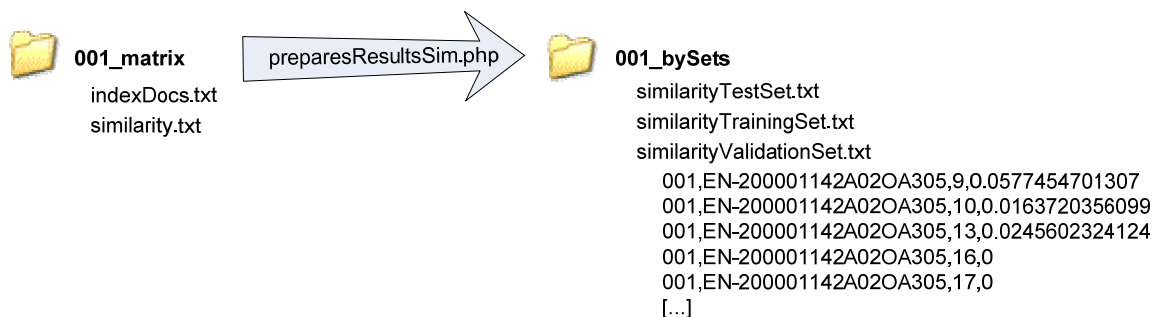 001_matrix
indexDocs.txt
similarity.txt
preparesResultsSim.php
001_bySets
similarityTestSet.txt
similarityTrainingSet.txt
similarityValidationSet.txt
001,EN-200001142A02OA305,9,0.0577454701307
001,EN-200001142A02OA305,10,0.0163720356099
001,EN-200001142A02OA305,13,0.0245602324124
001,EN-200001142A02OA305,16,0
001,EN-200001142A02OA305,17,0
[...]